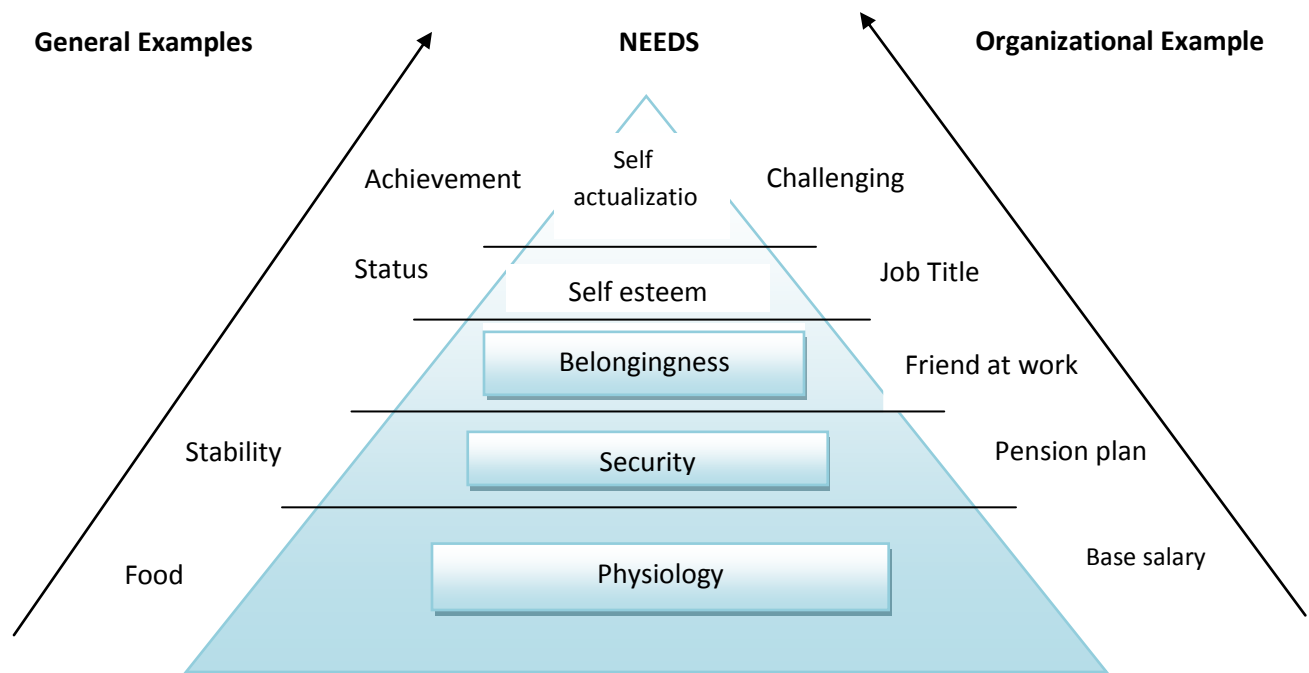 General Examples
NEEDS
Organizational Example
Achievement
Self
actualizatio
Challenging
Status
Self esteem
Job Title
Belongingness
Friend at work
Stability
Security
Pension plan
Food
Physiology
Base salary